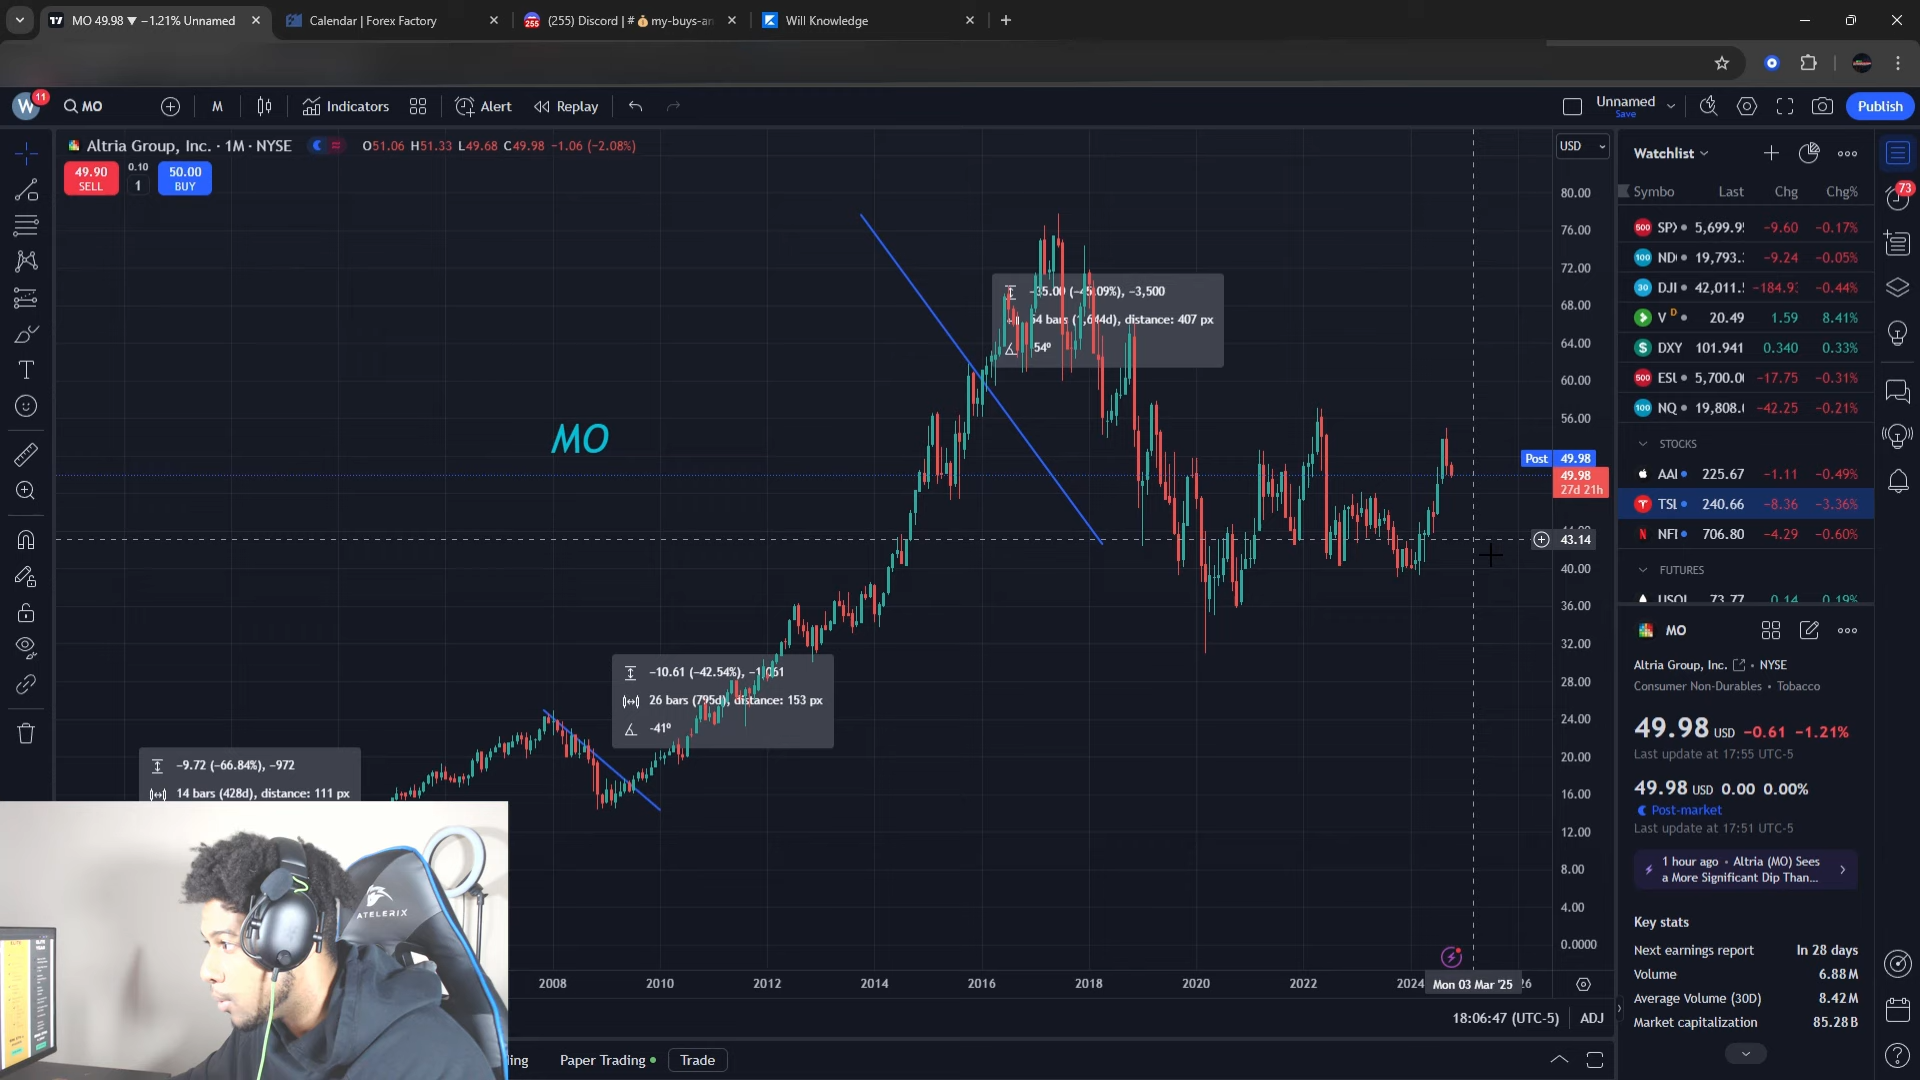 MO 49.98 ▼ −1.21% Unnamed
Calendar | Forex Factory
(255) Discord | # 💰my-buys-an
Will Knowledge
W
11
MO
M
Indicators
Alert
Replay
Unnamed
Save
Publish
Altria Group, Inc. · 1M · NYSE
O51.06 H51.33 L49.68 C49.98 −1.06 (−2.08%)
49.90
SELL
0.10
1
50.00
BUY
USD
80.00
76.00
72.00
68.00
64.00
60.00
56.00
Post 49.98
49.98
27d 21h
43.14
40.00
36.00
32.00
28.00
24.00
20.00
16.00
12.00
8.00
4.00
0.0000
−35.00 (−45.09%), −3,500
54 bars (1,644d), distance: 407 px
-54º
MO
−10.61 (−42.54%), −1,061
26 bars (795d), distance: 153 px
-41º
−9.72 (−66.84%), −972
14 bars (428d), distance: 111 px
2008
2010
2012
2014
2016
2018
2020
2022
2024
Mon 03 Mar '25
18:06:47 (UTC-5)
ADJ
Paper Trading
Trade
ATELERIX
Watchlist
Symbo Last Chg Chg%
5,699.9 −9.60 −0.17%
19,793. −9.24 −0.05%
DJI 42,011. −184.9 −0.44%
V D 20.49 1.59 8.41%
DXY 101.941 0.340 0.33%
5,700.0 −17.75 −0.31%
NQ 19,808. −42.25 −0.21%
STOCKS
225.67 −1.11 −0.49%
240.66 −8.36 −3.36%
706.80 −4.29 −0.60%
FUTURES
USOI 73.77 0.14 0.19%
73
MO
Altria Group, Inc. • NYSE
Consumer Non-Durables • Tobacco
49.98 USD −0.61 −1.21%
Last update at 17:55 UTC-5
49.98 USD 0.00 0.00%
Post-market
Last update at 17:51 UTC-5
1 hour ago • Altria (MO) Sees
a More Significant Dip Than...
Key stats
Next earnings report In 28 days
Volume 6.88M
Average Volume (30D) 8.42M
Market capitalization 85.28B